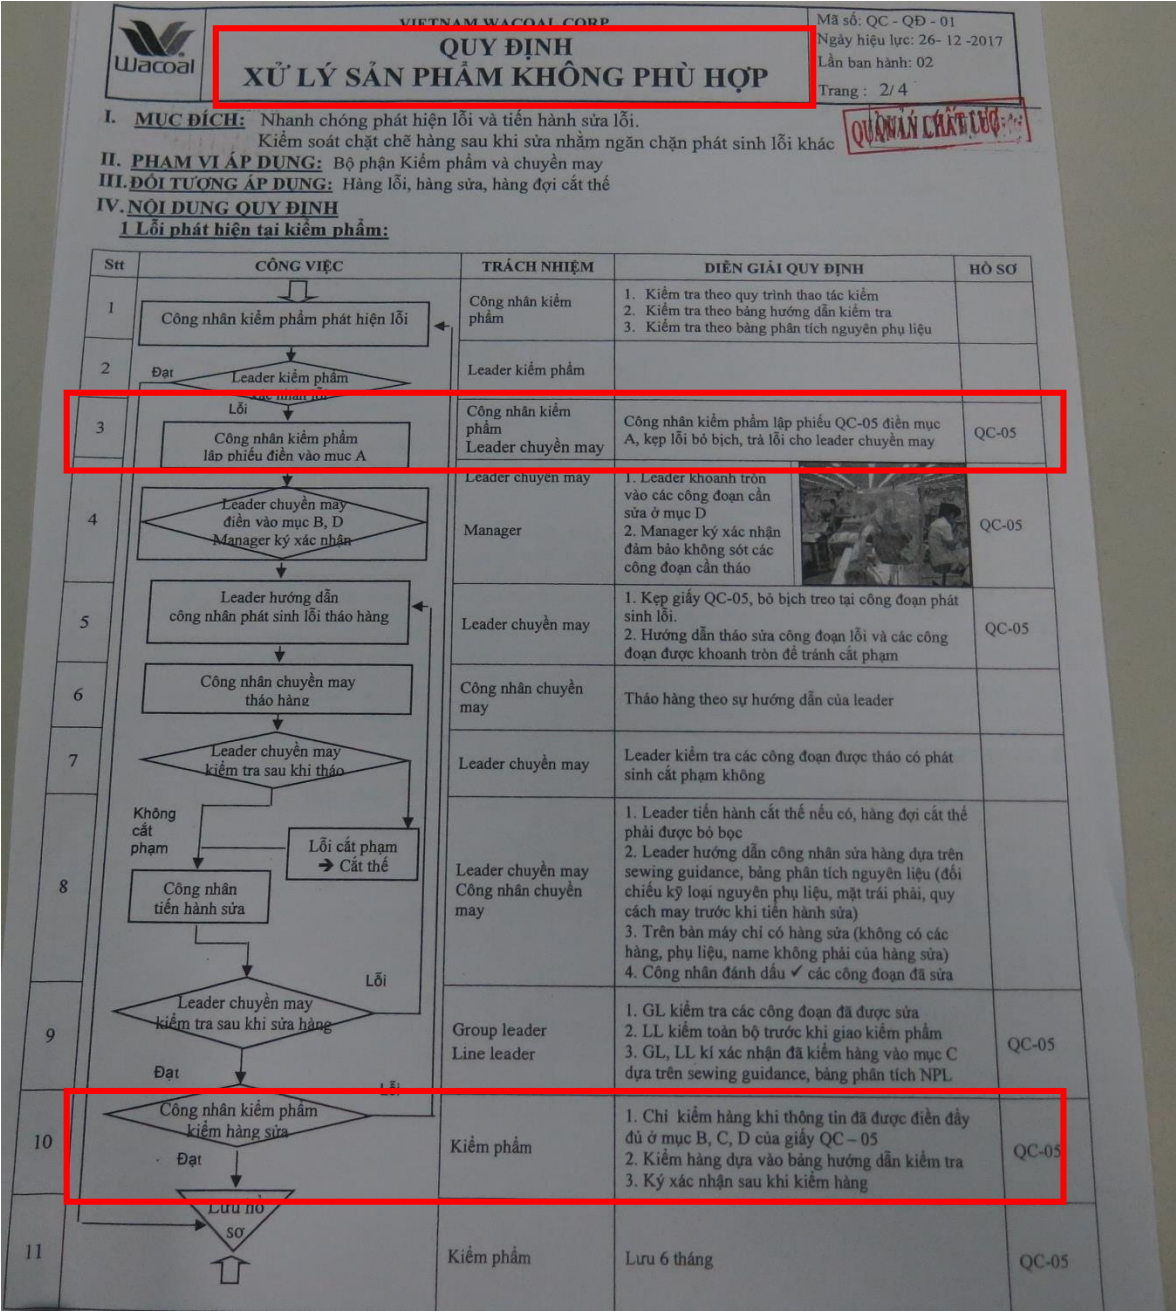 Wacoal
VIETNAM WACOAL CORP
QUY ĐỊNH
XỬ LÝ SẢN PHẨM KHÔNG PHÙ HỢP
Mã số: QC - QĐ - 01
Ngày hiệu lực: 26- 12 -2017
Lần ban hành: 02
Trang : 2/4
I. MỤC ĐÍCH: Nhanh chóng phát hiện lỗi và tiến hành sửa lỗi.
Kiểm soát chặt chẽ hàng sau khi sửa nhằm ngăn chặn phát sinh lỗi khác
II. PHẠM VI ÁP DỤNG: Bộ phận Kiểm phẩm và chuyền may
III. ĐỐI TƯỢNG ÁP DỤNG: Hàng lỗi, hàng sửa, hàng đợi cắt thế
IV. NỘI DUNG QUY ĐỊNH
1 Lỗi phát hiện tại kiểm phẩm:
Stt CÔNG VIỆC TRÁCH NHIỆM DIỄN GIẢI QUY ĐỊNH HỒ SƠ
1
Công nhân kiểm phẩm phát hiện lỗi
Công nhân kiểm
phẩm
1. Kiểm tra theo quy trình thao tác kiểm
2. Kiểm tra theo bảng hướng dẫn kiểm tra
3. Kiểm tra theo bảng phân tích nguyên phụ liệu
2
Đạt
Leader kiểm phẩm
xác nhận lỗi
Leader kiểm phẩm
3
Lỗi
Công nhân kiểm phẩm
lập phiếu điền vào mục A
Công nhân kiểm
phẩm
Leader chuyền may
Công nhân kiểm phẩm lập phiếu QC-05 điền mục
A, kẹp lỗi bỏ bịch, trả lỗi cho leader chuyền may
QC-05
4
Leader chuyền may
điền vào mục B, D
Manager ký xác nhận
Leader chuyền may
Manager
1. Leader khoanh tròn
vào các công đoạn cần
sửa ở mục D
2. Manager ký xác nhận
đảm bảo không sót các
công đoạn cần tháo
QC-05
5
Leader hướng dẫn
công nhân phát sinh lỗi tháo hàng
Leader chuyền may
1. Kẹp giấy QC-05, bỏ bịch treo tại công đoạn phát
sinh lỗi.
2. Hướng dẫn tháo sửa công đoạn lỗi và các công
đoạn được khoanh tròn để tránh cắt phạm
QC-05
6
Công nhân chuyền may
tháo hàng
Công nhân chuyền
may
Tháo hàng theo sự hướng dẫn của leader
7
Leader chuyền may
kiểm tra sau khi tháo
Leader chuyền may
Leader kiểm tra các công đoạn được tháo có phát
sinh cắt phạm không
8
Không
cắt
phạm
Lỗi cắt phạm
➔ Cắt thế
Công nhân
tiến hành sửa
Leader chuyền may
Công nhân chuyền
may
1. Leader tiến hành cắt thế nếu có, hàng đợi cắt thế
phải được bỏ bọc
2. Leader hướng dẫn công nhân sửa hàng dựa trên
sewing guidance, bảng phân tích nguyên liệu (đối
chiếu kỹ loại nguyên phụ liệu, mặt trái phải, quy
cách may trước khi tiến hành sửa)
3. Trên bàn máy chỉ có hàng sửa (không có các
hàng, phụ liệu, name không phải của hàng sửa)
4. Công nhân đánh dấu ✓ các công đoạn đã sửa
9
Lỗi
Leader chuyền may
kiểm tra sau khi sửa hàng
Đạt
Group leader
Line leader
1. GL kiểm tra các công đoạn đã được sửa
2. LL kiểm toàn bộ trước khi giao kiểm phẩm
3. GL, LL kí xác nhận đã kiểm hàng vào mục C
dựa trên sewing guidance, bảng phân tích NPL
QC-05
10
Lỗi
Công nhân kiểm phẩm
kiểm hàng sửa
Đạt
Kiểm phẩm
1. Chỉ kiểm hàng khi thông tin đã được điền đầy
đủ ở mục B, C, D của giấy QC – 05
2. Kiểm hàng dựa vào bảng hướng dẫn kiểm tra
3. Ký xác nhận sau khi kiểm hàng
QC-05
11
Lưu hồ
sơ
Kiểm phẩm
Lưu 6 tháng
QC-05